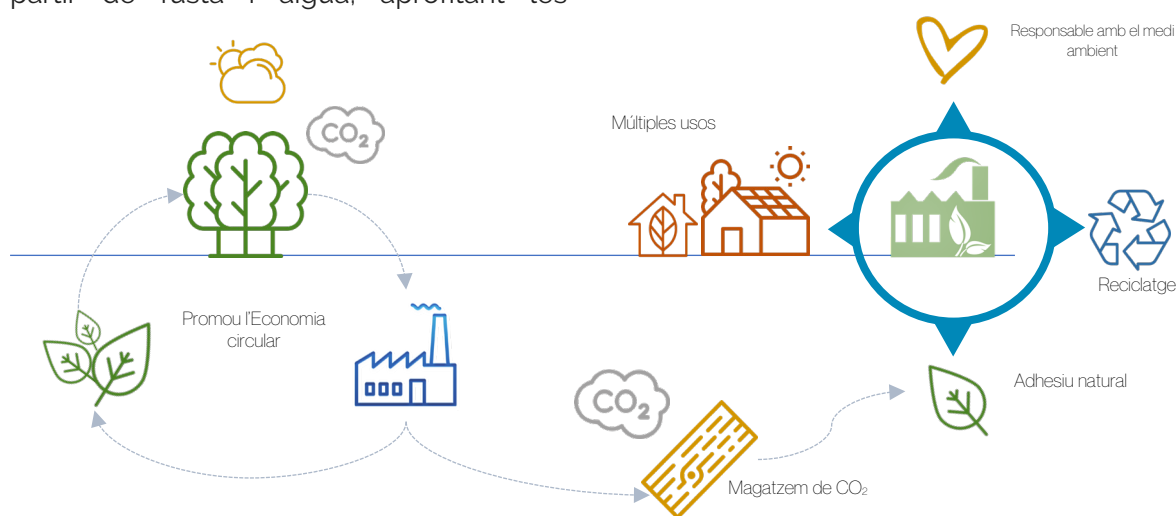 partir de fusta i aigua, aprofitant les
CO₂
Múltiples usos
Responsable amb el medi
ambient
Promou l'Economia
circular
Reciclatge
CO₂
Adhesiu natural
Magatzem de CO₂